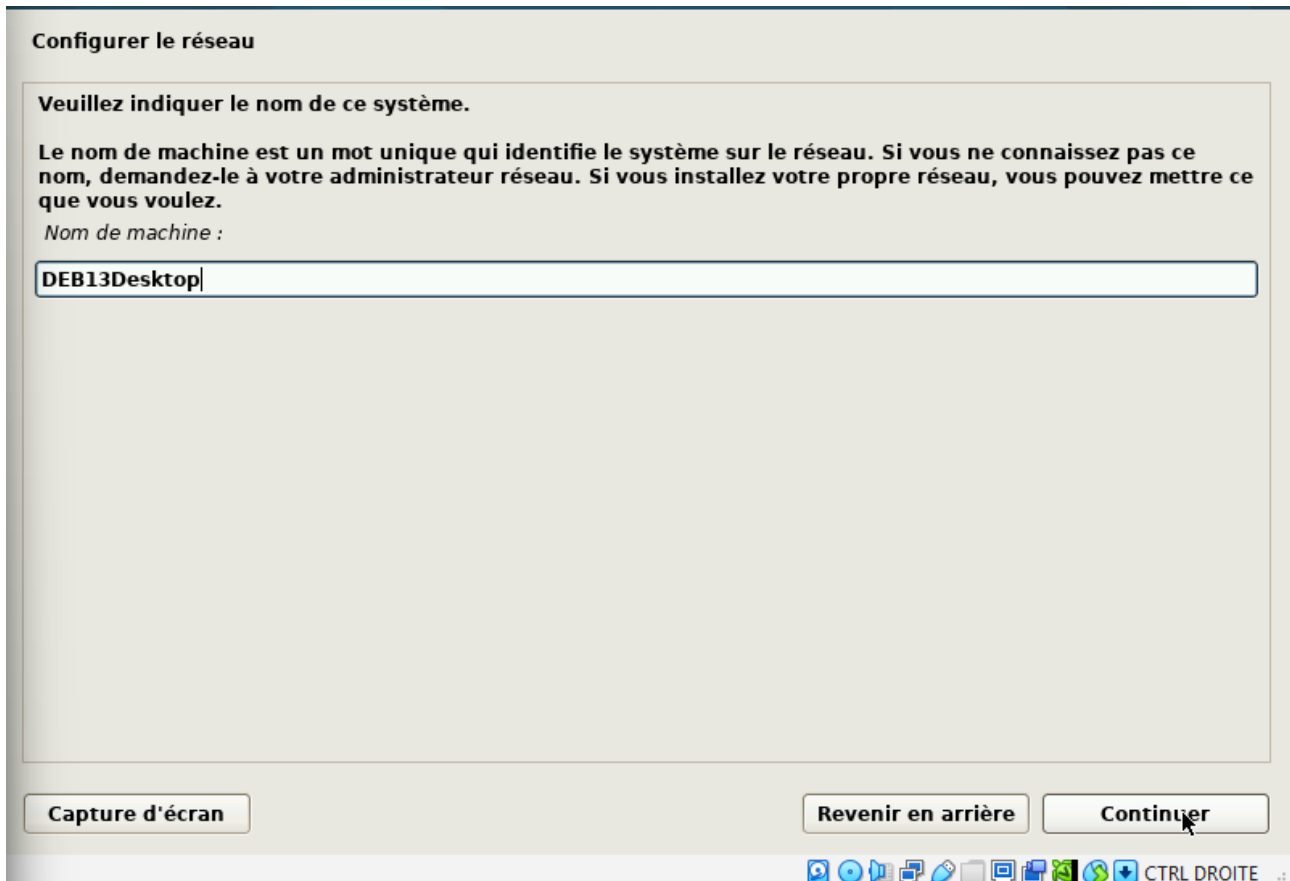 Configurer le réseau
Veuillez indiquer le nom de ce système.
Le nom de machine est un mot unique qui identifie le système sur le réseau. Si vous ne connaissez pas ce
nom, demandez-le à votre administrateur réseau. Si vous installez votre propre réseau, vous pouvez mettre ce
que vous voulez.
Nom de machine :
DEB13Desktop
Capture d'écran
Revenir en arrière
Continuer
CTRL DROITE